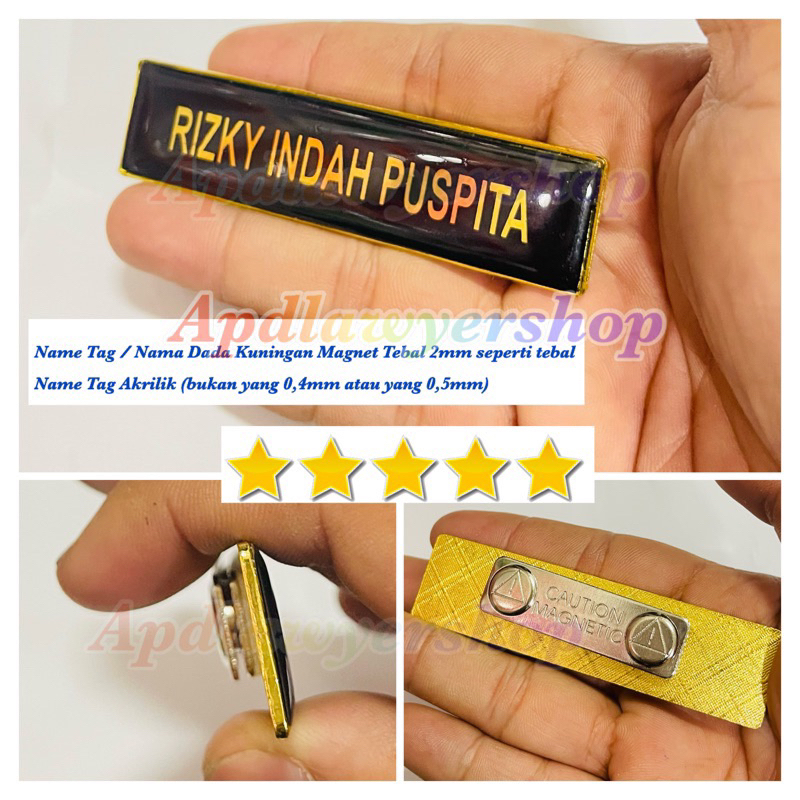 RIZKY INDAH PUSPITA
Apdlawyershop
Apdlawyershop
Name Tag / Nama Dada Kuningan Magnet Tebal 2mm seperti tebal
Name Tag Akrilik (bukan yang 0,4mm atau yang 0,5mm)
Apdlawyershop
CAUTION
MAGNETIC